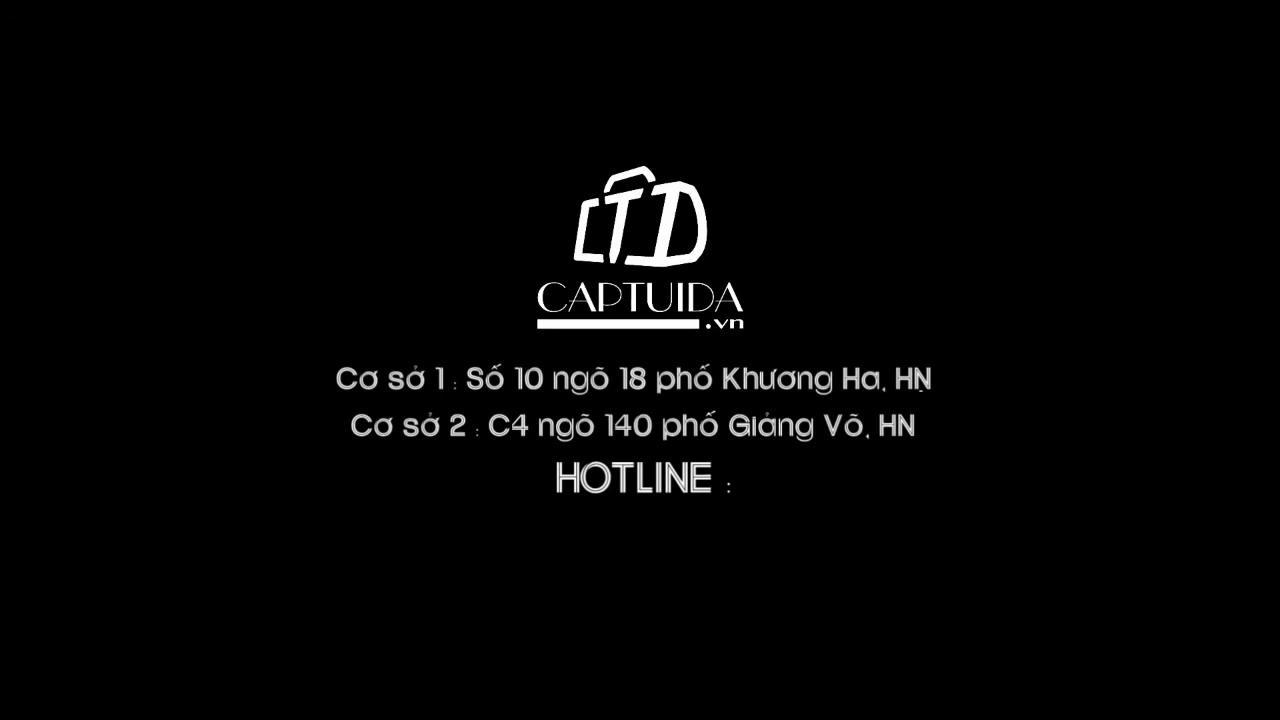 CTD
CAPTUIDA
.vn
Cơ sở 1 : Số 10 ngõ 18 phố Khương Hạ, HN
Cơ sở 2 : C4 ngõ 140 phố Giảng Võ, HN
HOTLINE :